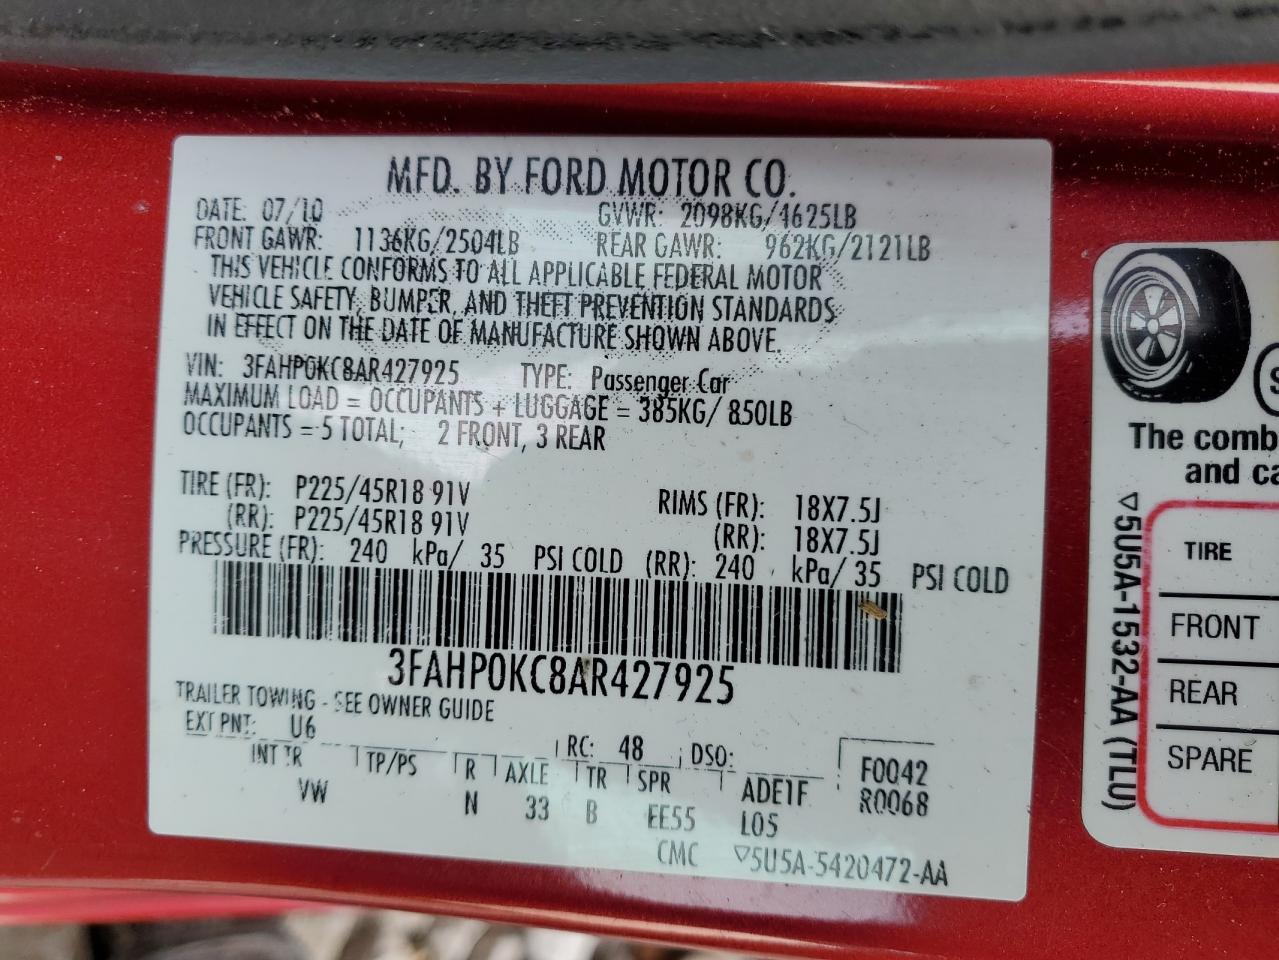 MFD. BY FORD MOTOR CO.
DATE: 07/10 GVWR: 2098KG/4625LB
FRONT GAWR: 1136KG/2504LB REAR GAWR: 962KG/2121LB
THIS VEHICLE CONFORMS TO ALL APPLICABLE FEDERAL MOTOR
VEHICLE SAFETY, BUMPER, AND THEFT PREVENTION STANDARDS
IN EFFECT ON THE DATE OF MANUFACTURE SHOWN ABOVE.
VIN: 3FAHP0KC8AR427925 TYPE: Passenger Car
MAXIMUM LOAD = OCCUPANTS + LUGGAGE = 385KG/ 850LB
OCCUPANTS = 5 TOTAL; 2 FRONT, 3 REAR
TIRE (FR): P225/45R18 91V RIMS (FR): 18X7.5J
(RR): P225/45R18 91V (RR): 18X7.5J
PRESSURE (FR): 240 kPa/ 35 PSI COLD (RR): 240 kPa/ 35 PSI COLD
3FAHP0KC8AR427925
TRAILER TOWING - SEE OWNER GUIDE
EXT PNT: U6 RC: 48 DSO: F0042
INT TR TP/PS R AXLE TR SPR ADE1F R0068
VW N 33 B EE55 L05
CMC ▽5U5A-5420472-AA
S
The comb
and ca
TIRE
FRONT
REAR
SPARE
▽5U5A-1532-AA (TLU)